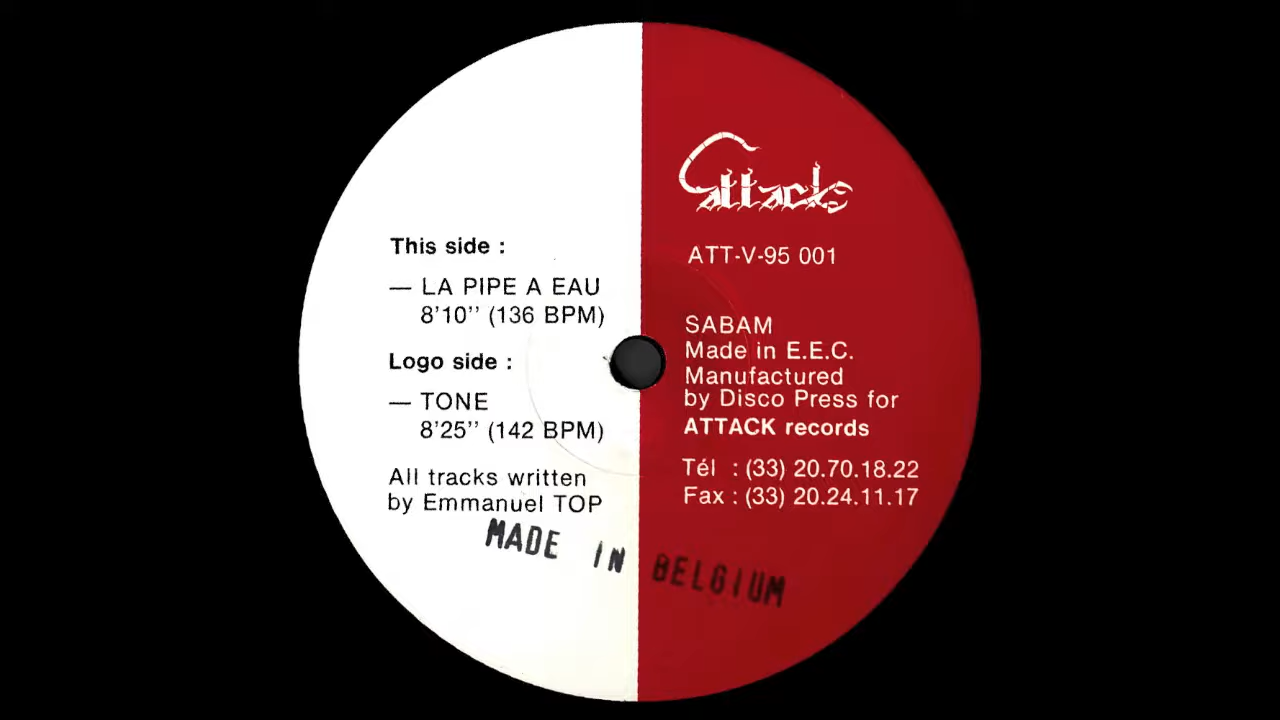 This side :
— LA PIPE A EAU
8'10'' (136 BPM)
Logo side :
— TONE
8'25'' (142 BPM)
All tracks written
by Emmanuel TOP
attacks
ATT-V-95 001
SABAM
Made in E.E.C.
Manufactured
by Disco Press for
ATTACK records
Tél : (33) 20.70.18.22
Fax : (33) 20.24.11.17
MADE IN BELGIUM